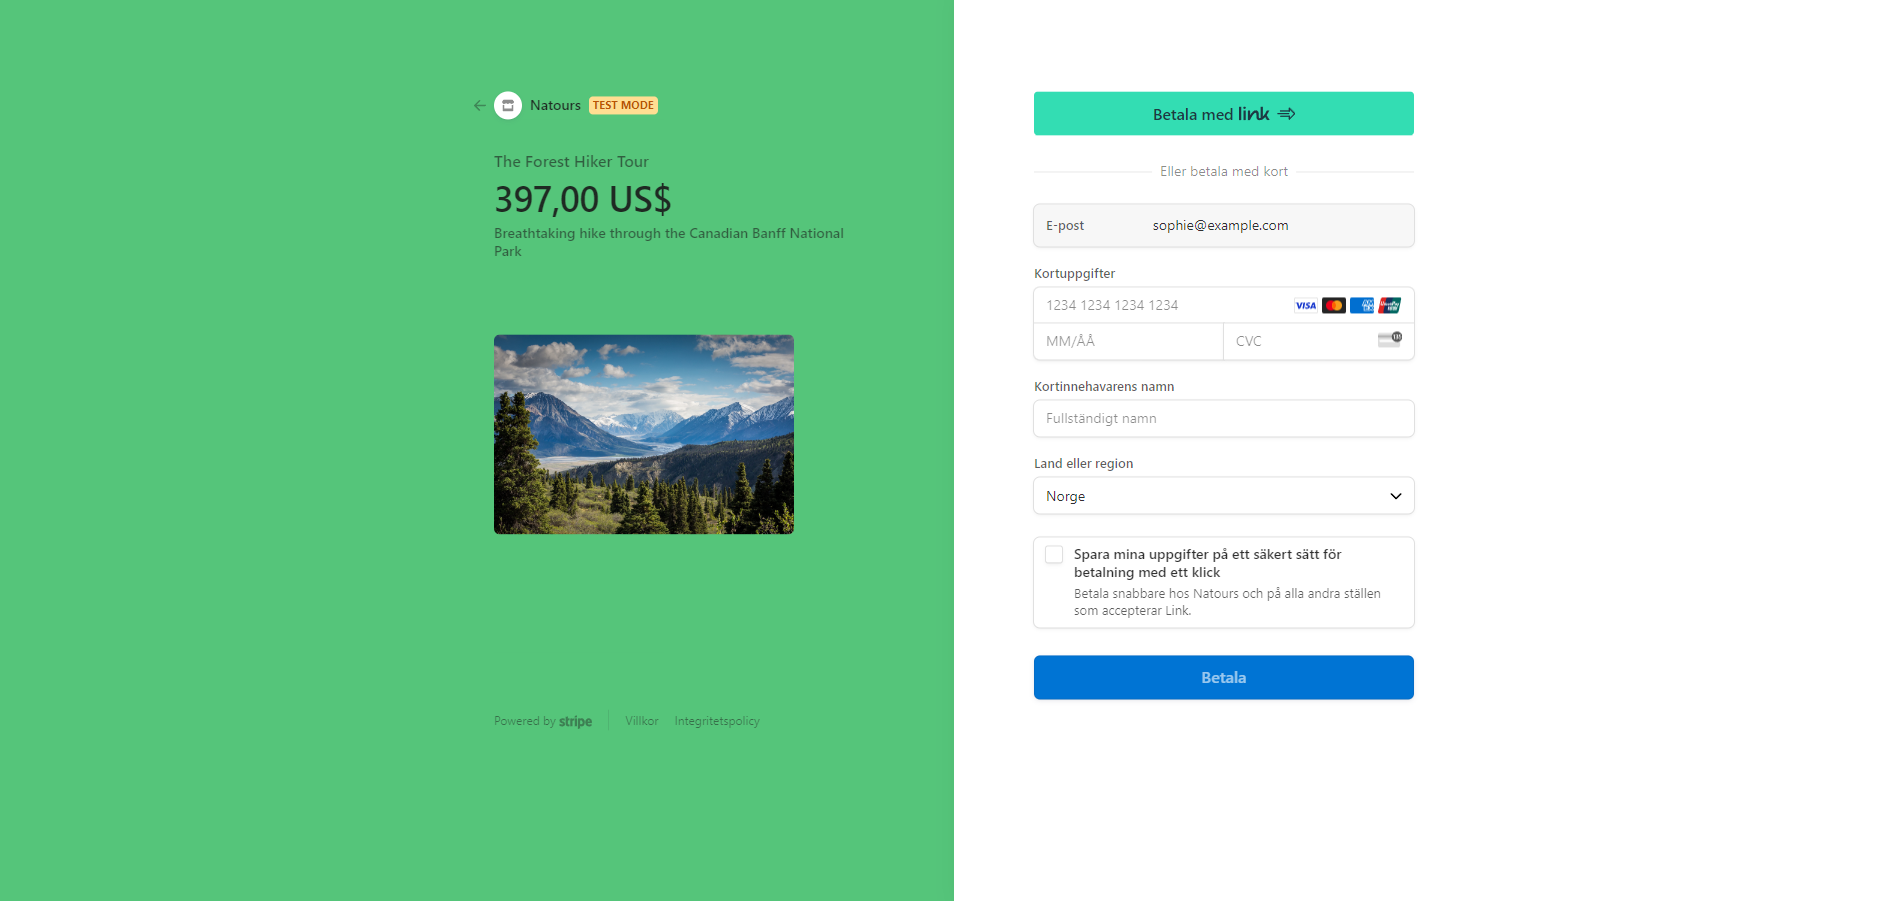 Natours TEST MODE
The Forest Hiker Tour
397,00 US$
Breathtaking hike through the Canadian Banff National
Park
Powered by stripe
Villkor
Integritetspolicy
Betala med link
Eller betala med kort
E-post
sophie@example.com
Kortuppgifter
1234 1234 1234 1234
VISA
MM/ÅÅ
CVC
Kortinnehavarens namn
Fullständigt namn
Land eller region
Norge
Spara mina uppgifter på ett säkert sätt för
betalning med ett klick
Betala snabbare hos Natours och på alla andra ställen
som accepterar Link.
Betala